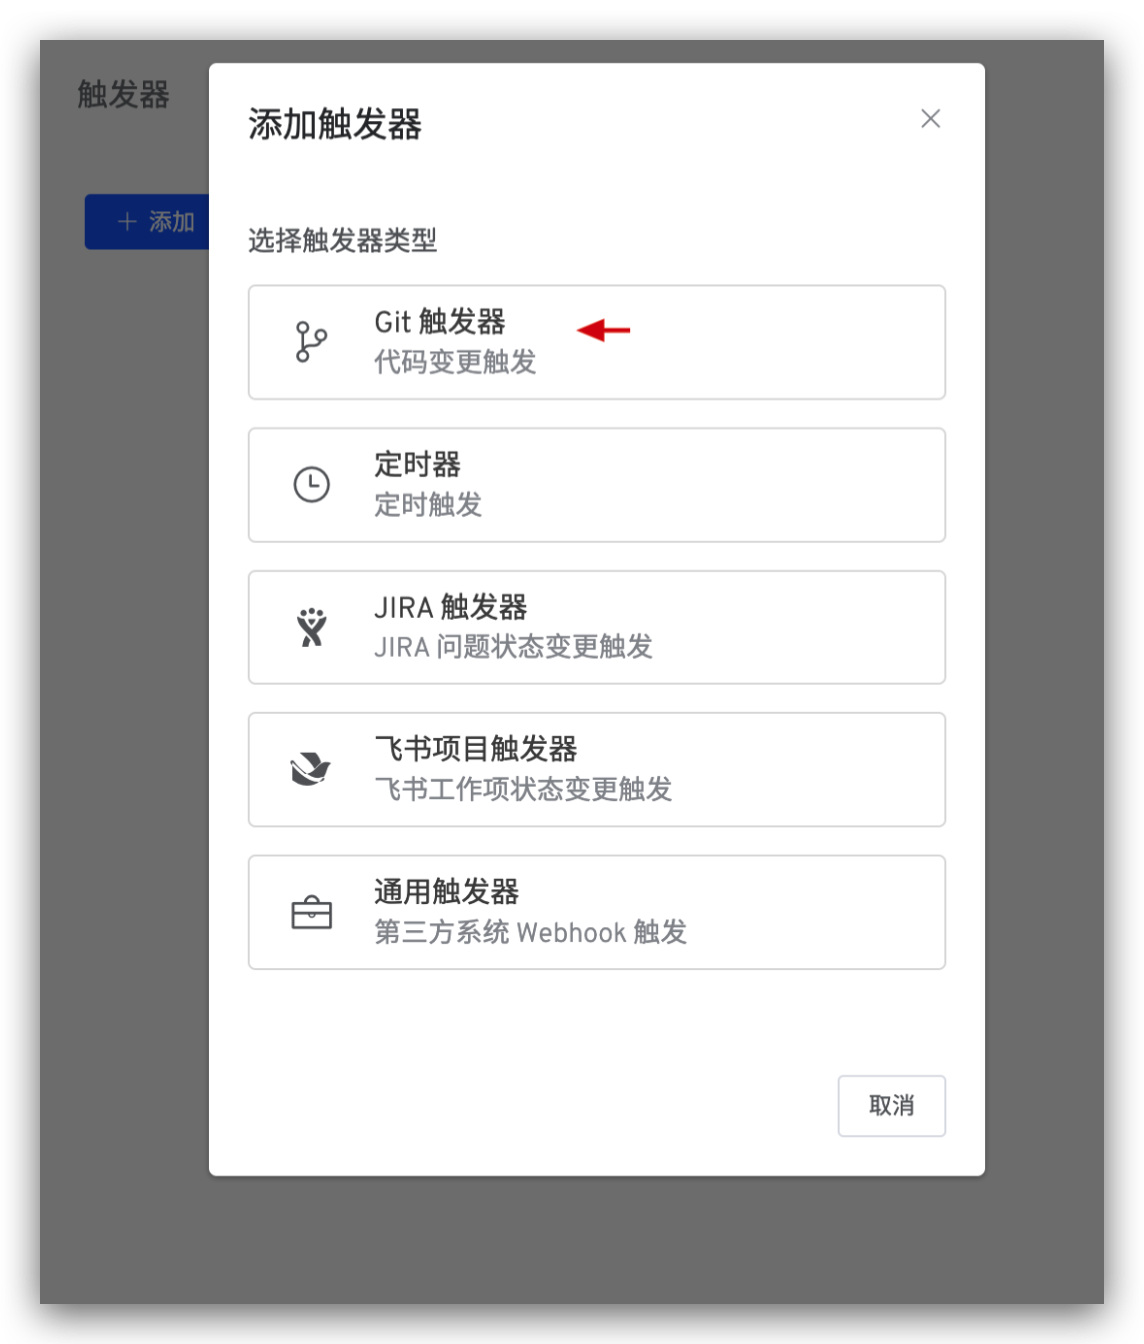 触发器
添加触发器
添加
选择触发器类型
Git 触发器
代码变更触发
定时器
定时触发
JIRA 触发器
JIRA 问题状态变更触发
飞书项目触发器
飞书工作项状态变更触发
通用触发器
第三方系统 Webhook 触发
取消